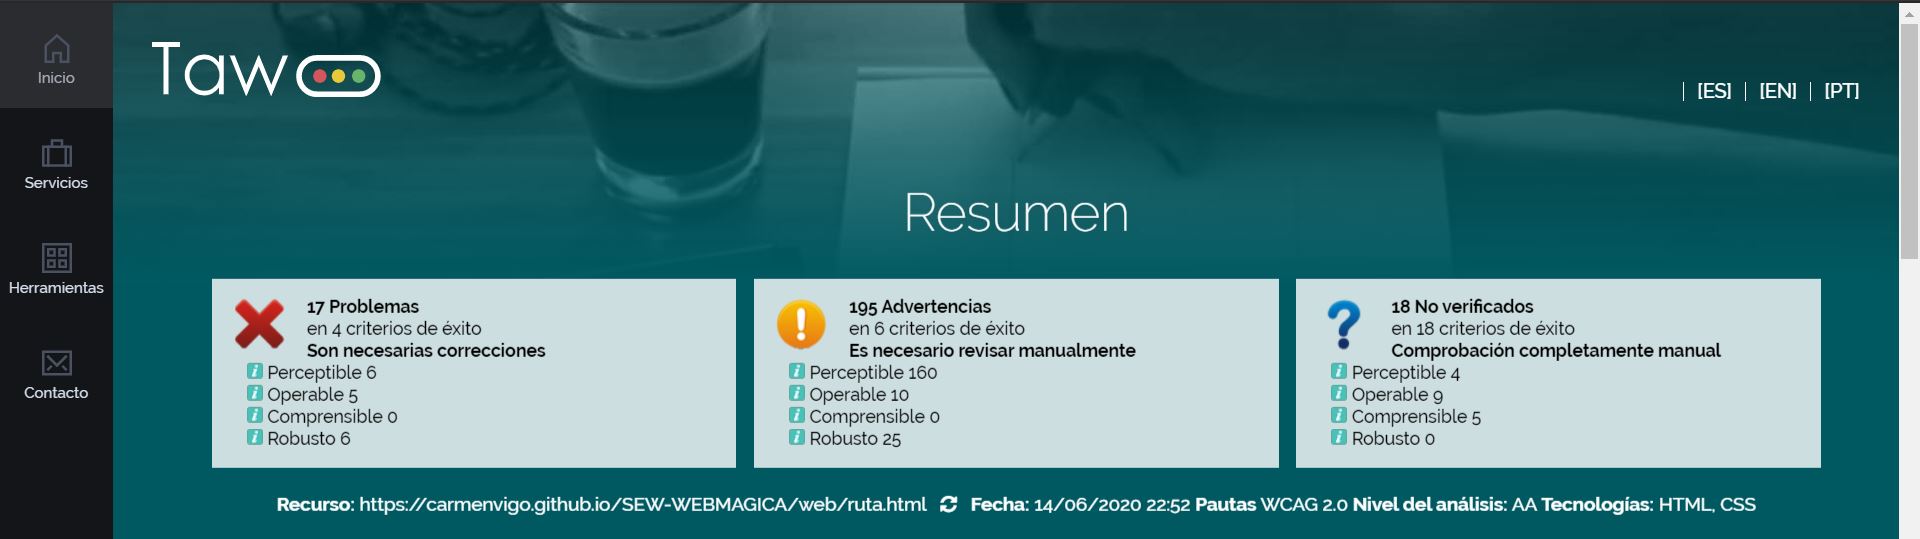 Taw
Inicio
Servicios
Herramientas
Contacto
[ES] [EN] [PT]
Resumen
17 Problemas
en 4 criterios de éxito
Son necesarias correcciones
Perceptible 6
Operable 5
Comprensible 0
Robusto 6
195 Advertencias
en 6 criterios de éxito
Es necesario revisar manualmente
Perceptible 160
Operable 10
Comprensible 0
Robusto 25
18 No verificados
en 18 criterios de éxito
Comprobación completamente manual
Perceptible 4
Operable 9
Comprensible 5
Robusto 0
Recurso: https://carmenvigo.github.io/SEW-WEBMAGICA/web/ruta.html Fecha: 14/06/2020 22:52 Pautas WCAG 2.0 Nivel del análisis: AA Tecnologías: HTML, CSS